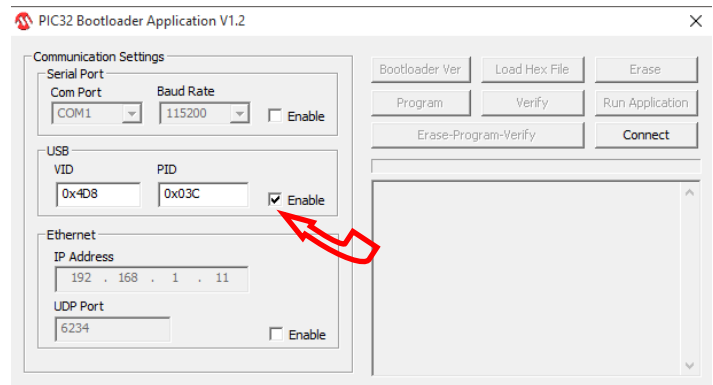 PIC32 Bootloader Application V1.2
Communication Settings
Serial Port
Com Port Baud Rate
COM1 115200 Enable
USB
VID PID
0x4D8 0x03C Enable
Ethernet
IP Address
192 . 168 . 1 . 11
UDP Port
6234 Enable
Bootloader Ver Load Hex File Erase
Program Verify Run Application
Erase-Program-Verify Connect